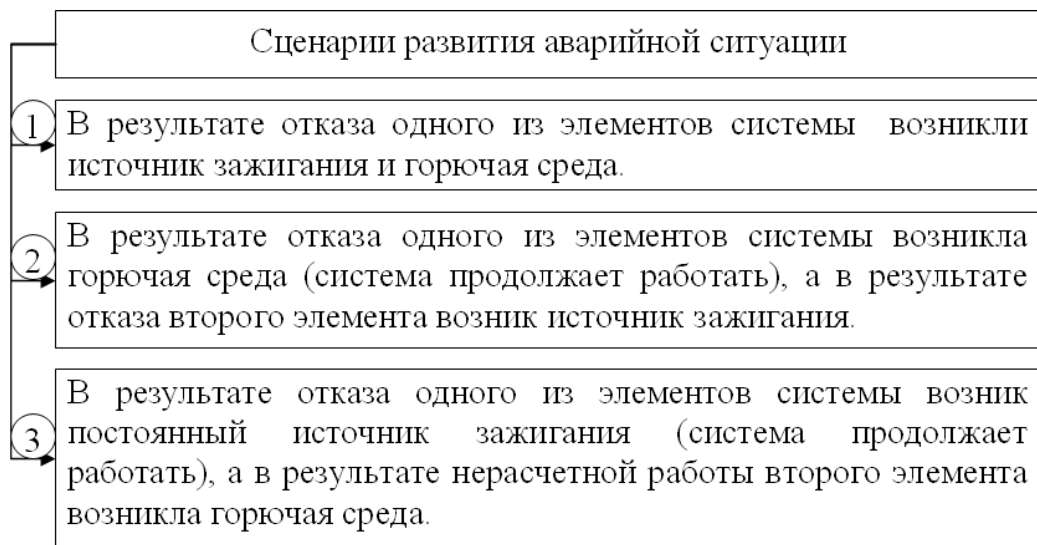 Сценарии развития аварийной ситуации
1
В результате отказа одного из элементов системы возникли
источник зажигания и горючая среда.
2
В результате отказа одного из элементов системы возникла
горючая среда (система продолжает работать), а в результате
отказа второго элемента возник источник зажигания.
3
В результате отказа одного из элементов системы возник
постоянный источник зажигания (система продолжает
работать), а в результате нерасчетной работы второго элемента
возникла горючая среда.